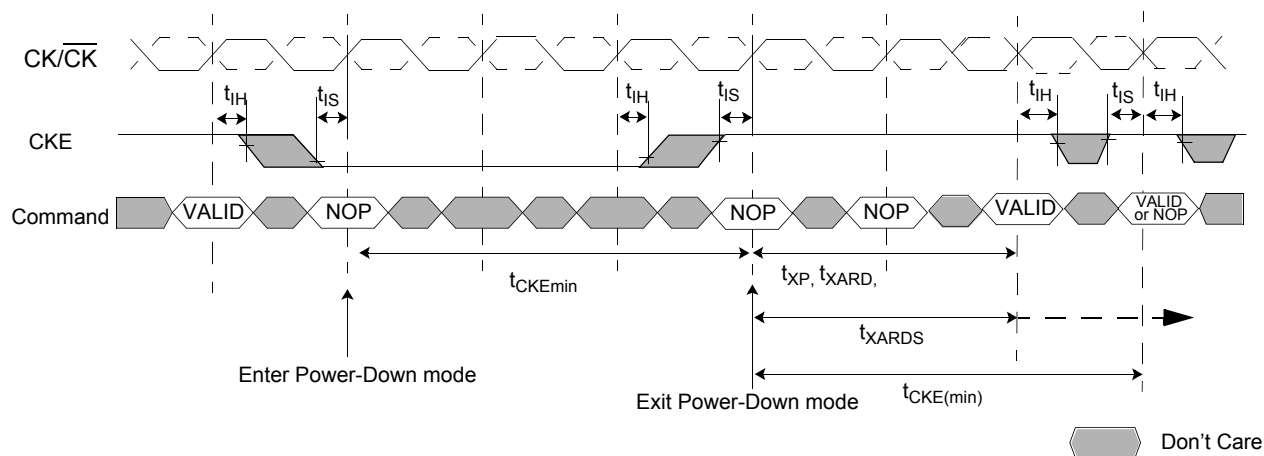 CK/CK
tIH
tIS
tIH
tIS
tIH
tIS
tIH
CKE
Command
VALID
NOP
NOP
NOP
VALID
VALID
or NOP
tCKEmin
tXP, tXARD,
tXARDS
Enter Power-Down mode
tCKE(min)
Exit Power-Down mode
Don't Care